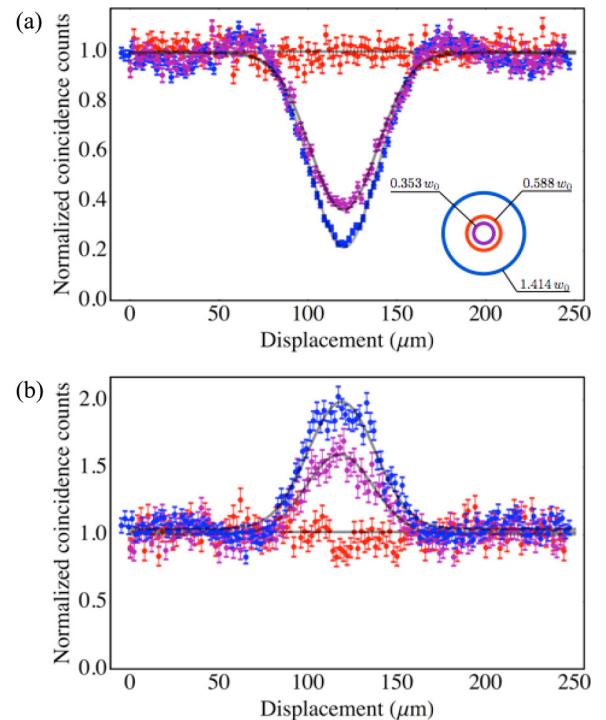 (a)
Normalized coincidence counts
1.0
0.8
0.6
0.4
0.2
0.0
0.353 w₀
0.588 w₀
1.414 w₀
0 50 100 150 200 250
Displacement (μm)
(b)
Normalized coincidence counts
2.0
1.5
1.0
0.5
0.0
0 50 100 150 200 250
Displacement (μm)